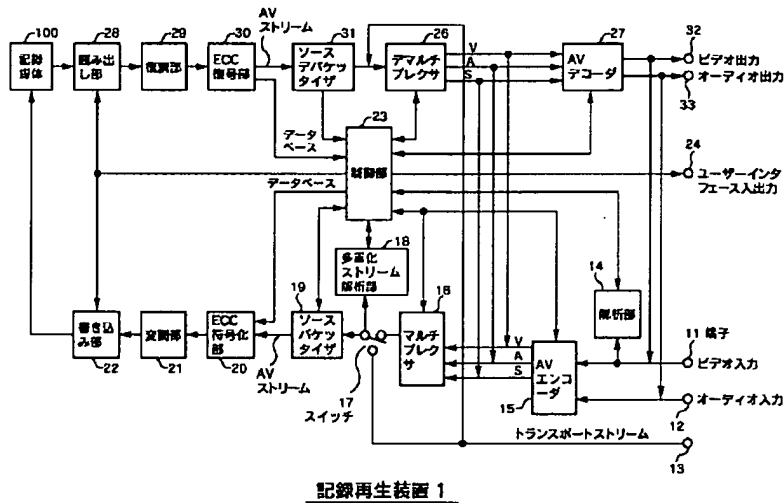 100
記録
媒体
28
読み出
し部
29
復調部
30
ECC
復号部
AV
ストリーム
31
ソース
デパケッ
タイザ
26
デマルチ
プレクサ
V
A
S
27
AV
デコーダ
32
ビデオ出力
オーディオ出力
33
データ
ベース
23
制御部
データベース
24
ユーザーインタ
フェース入出力
18
多重化
ストリーム
解析部
14
解析部
19
ソース
パケッ
タイザ
16
マルチ
プレク
サ
V
A
S
AV
エンコ
ーダ
15
11 端子
ビデオ入力
オーディオ入力
12
書き込
み部
22
変調部
21
ECC
符号化
部
20
AV
ストリーム
17
スイッチ
トランスポートストリーム
13
記録再生装置 1